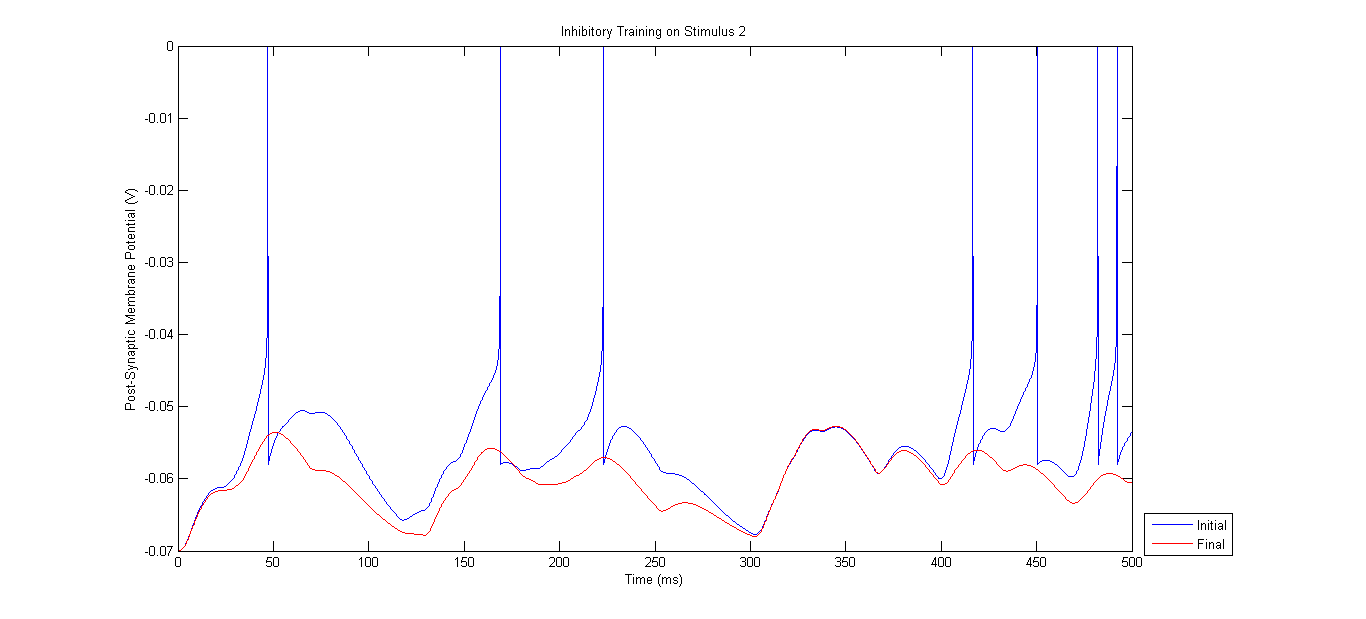 Inhibitory Training on Stimulus 2
Post-Synaptic Membrane Potential (V)
0
-0.01
-0.02
-0.03
-0.04
-0.05
-0.06
-0.07
0 50 100 150 200 250 300 350 400 450 500
Time (ms)
Initial
Final